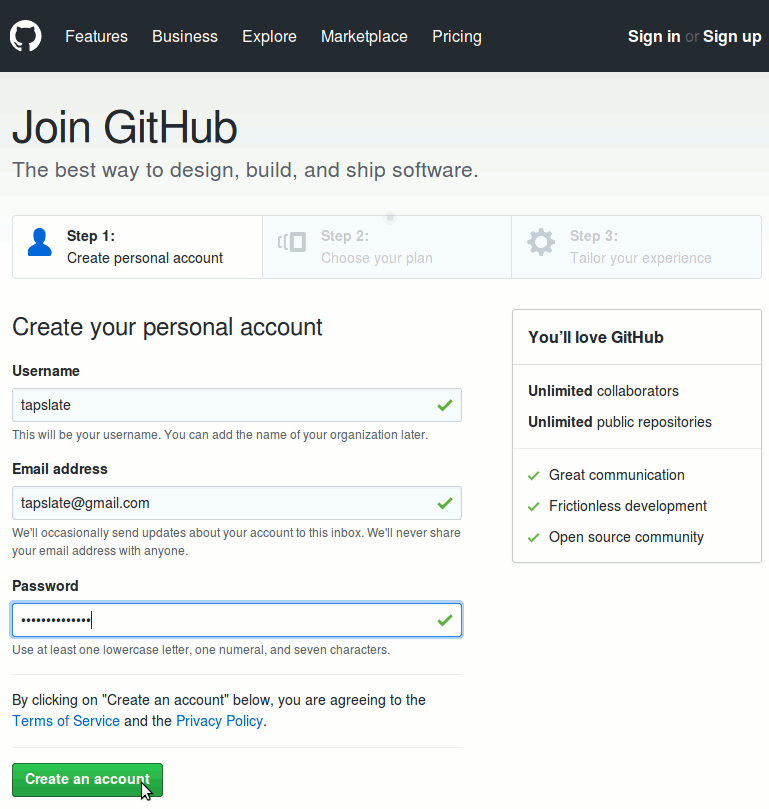 Features Business Explore Marketplace Pricing Sign in or Sign up
Join GitHub
The best way to design, build, and ship software.
Step 1:
Create personal account
Step 2:
Choose your plan
Step 3:
Tailor your experience
Create your personal account
Username
tapslate
This will be your username. You can add the name of your organization later.
Email address
tapslate@gmail.com
We'll occasionally send updates about your account to this inbox. We'll never share
your email address with anyone.
Password
••••••••••••••
Use at least one lowercase letter, one numeral, and seven characters.
By clicking on "Create an account" below, you are agreeing to the
Terms of Service and the Privacy Policy.
Create an account
You’ll love GitHub
Unlimited collaborators
Unlimited public repositories
Great communication
Frictionless development
Open source community